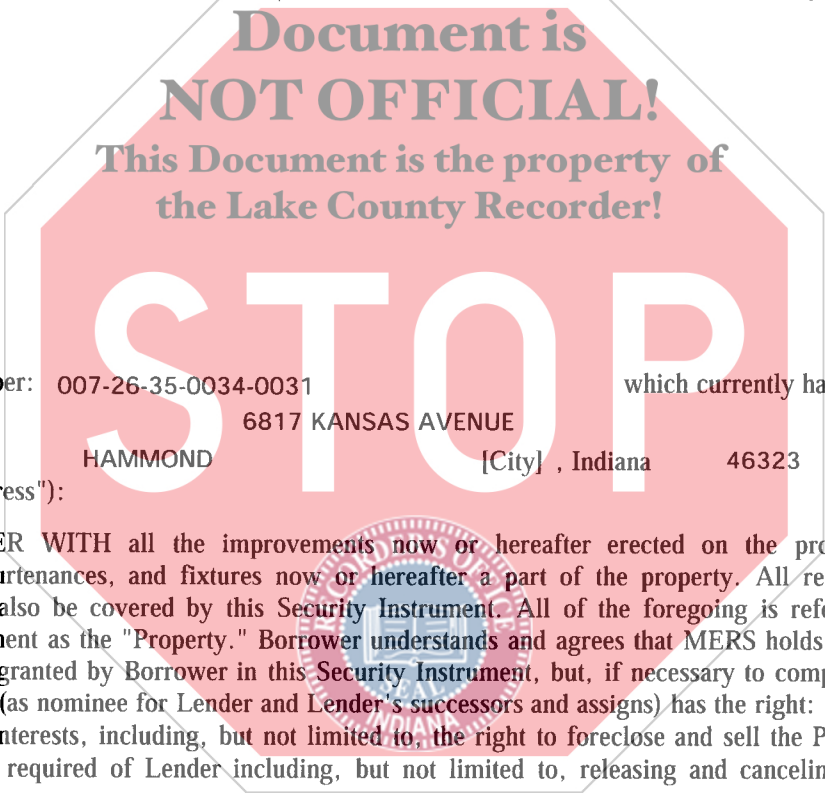 Document is
NOT OFFICIAL!
This Document is the property of
the Lake County Recorder!
STOP
er: 007-26-35-0034-0031 which currently ha
6817 KANSAS AVENUE
HAMMOND [City] , Indiana 46323
ress"):
ER WITH all the improvements now or hereafter erected on the pro
urtenances, and fixtures now or hereafter a part of the property. All re
also be covered by this Security Instrument. All of the foregoing is refe
nent as the "Property." Borrower understands and agrees that MERS holds
granted by Borrower in this Security Instrument, but, if necessary to comp
(as nominee for Lender and Lender's successors and assigns) has the right:
nterests, including, but not limited to, the right to foreclose and sell the P
required of Lender including, but not limited to, releasing and cancelin
RECORDER'S OFFICE
SEAL
INDIANA